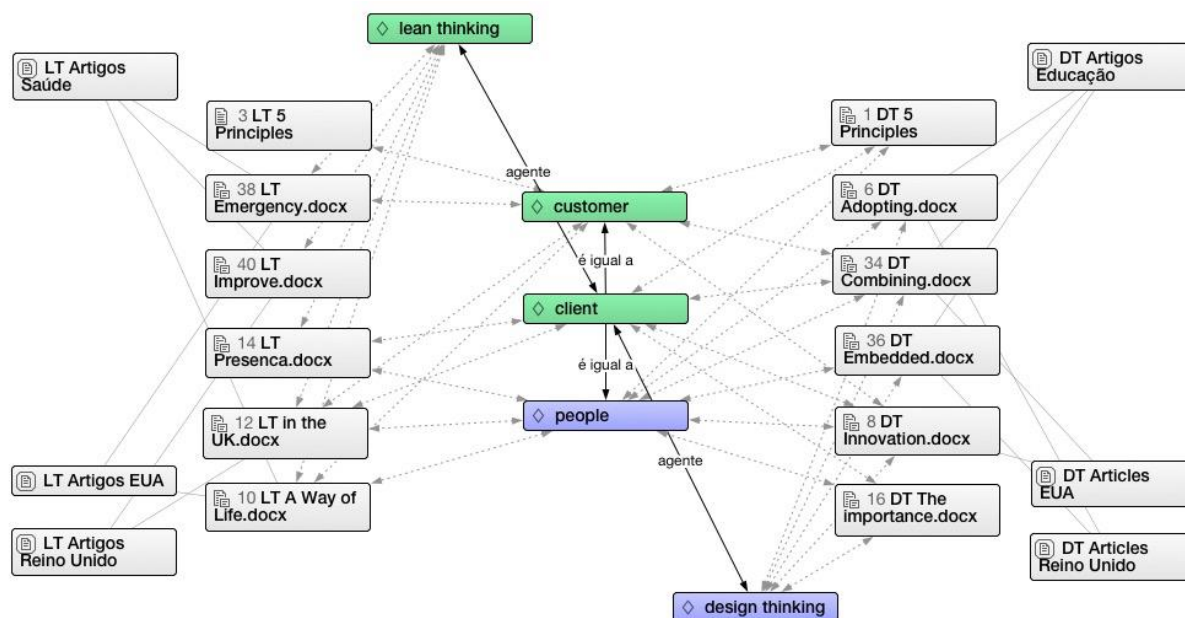 lean thinking
LT Artigos
Saúde
DT Artigos
Educação
3 LT 5
Principles
1 DT 5
Principles
agente
38 LT
Emergency.docx
customer
6 DT
Adopting.docx
é igual a
40 LT
Improve.docx
34 DT
Combining.docx
client
14 LT
Presenca.docx
é igual a
36 DT
Embedded.docx
people
12 LT in the
UK.docx
8 DT
Innovation.docx
agente
LT Artigos EUA
10 LT A Way of
Life.docx
16 DT The
importance.docx
DT Articles
EUA
LT Artigos
Reino Unido
DT Articles
Reino Unido
design thinking